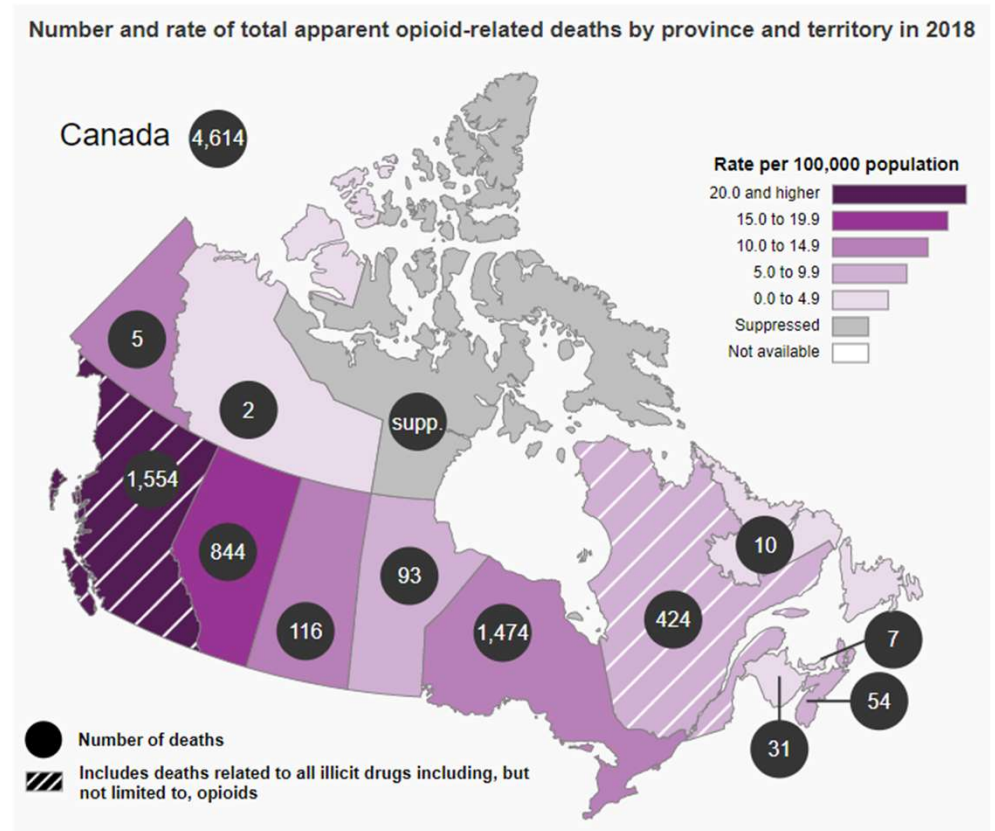 Number and rate of total apparent opioid-related deaths by province and territory in 2018
Canada 4,614
Rate per 100,000 population
20.0 and higher
15.0 to 19.9
10.0 to 14.9
5.0 to 9.9
0.0 to 4.9
Suppressed
Not available
5
2
supp.
1,554
844
116
93
1,474
424
10
7
54
31
Number of deaths
Includes deaths related to all illicit drugs including, but
not limited to, opioids